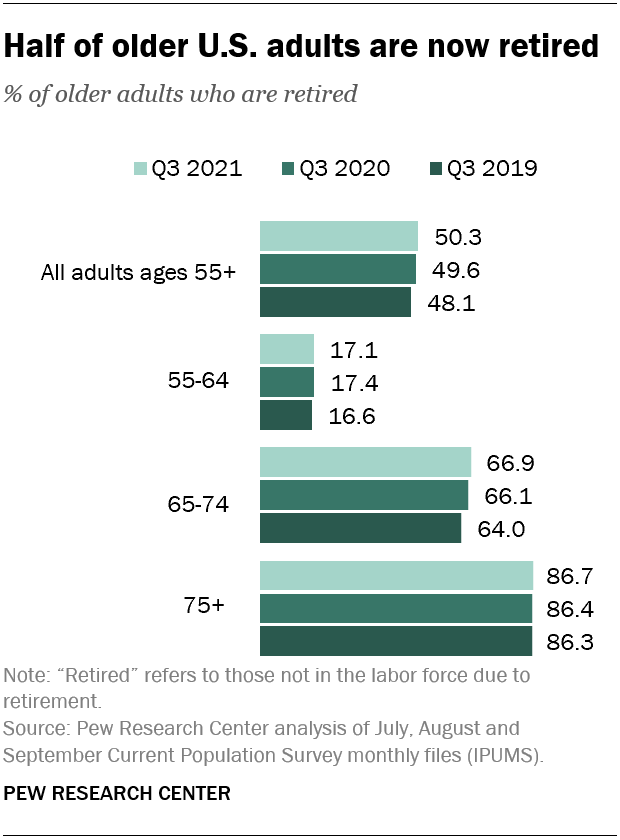 Half of older U.S. adults are now retired
% of older adults who are retired
Q3 2021 Q3 2020 Q3 2019
All adults ages 55+
50.3
49.6
48.1
55-64
17.1
17.4
16.6
65-74
66.9
66.1
64.0
75+
86.7
86.4
86.3
Note: “Retired” refers to those not in the labor force due to
retirement.
Source: Pew Research Center analysis of July, August and
September Current Population Survey monthly files (IPUMS).
PEW RESEARCH CENTER